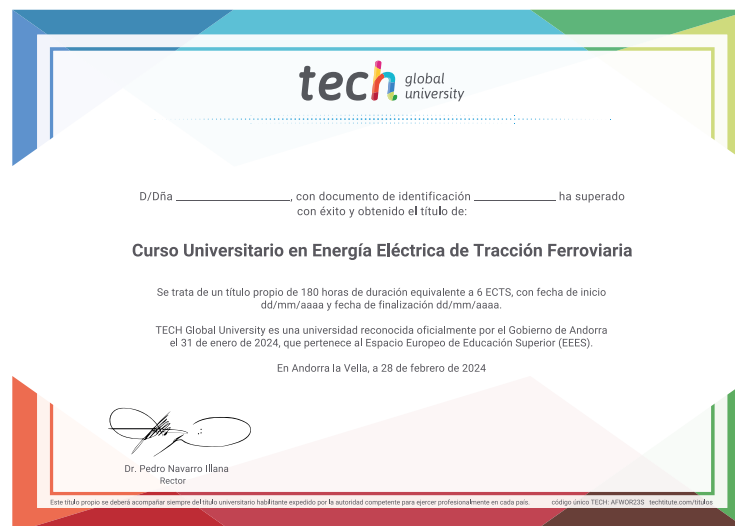 tech global university
D/Dña ____________, con documento de identificación ____________ ha superado
con éxito y obtenido el título de:
Curso Universitario en Energía Eléctrica de Tracción Ferroviaria
Se trata de un título propio de 180 horas de duración equivalente a 6 ECTS, con fecha de inicio
dd/mm/aaaa y fecha de finalización dd/mm/aaaa.
TECH Global University es una universidad reconocida oficialmente por el Gobierno de Andorra
el 31 de enero de 2024, que pertenece al Espacio Europeo de Educación Superior (EEES).
En Andorra la Vella, a 28 de febrero de 2024
Dr. Pedro Navarro Illana
Rector
Este título propio se deberá acompañar siempre del título universitario habilitante expedido por la autoridad competente para ejercer profesionalmente en cada país. código único TECH: AFWOR23S techtitute.com/titulos